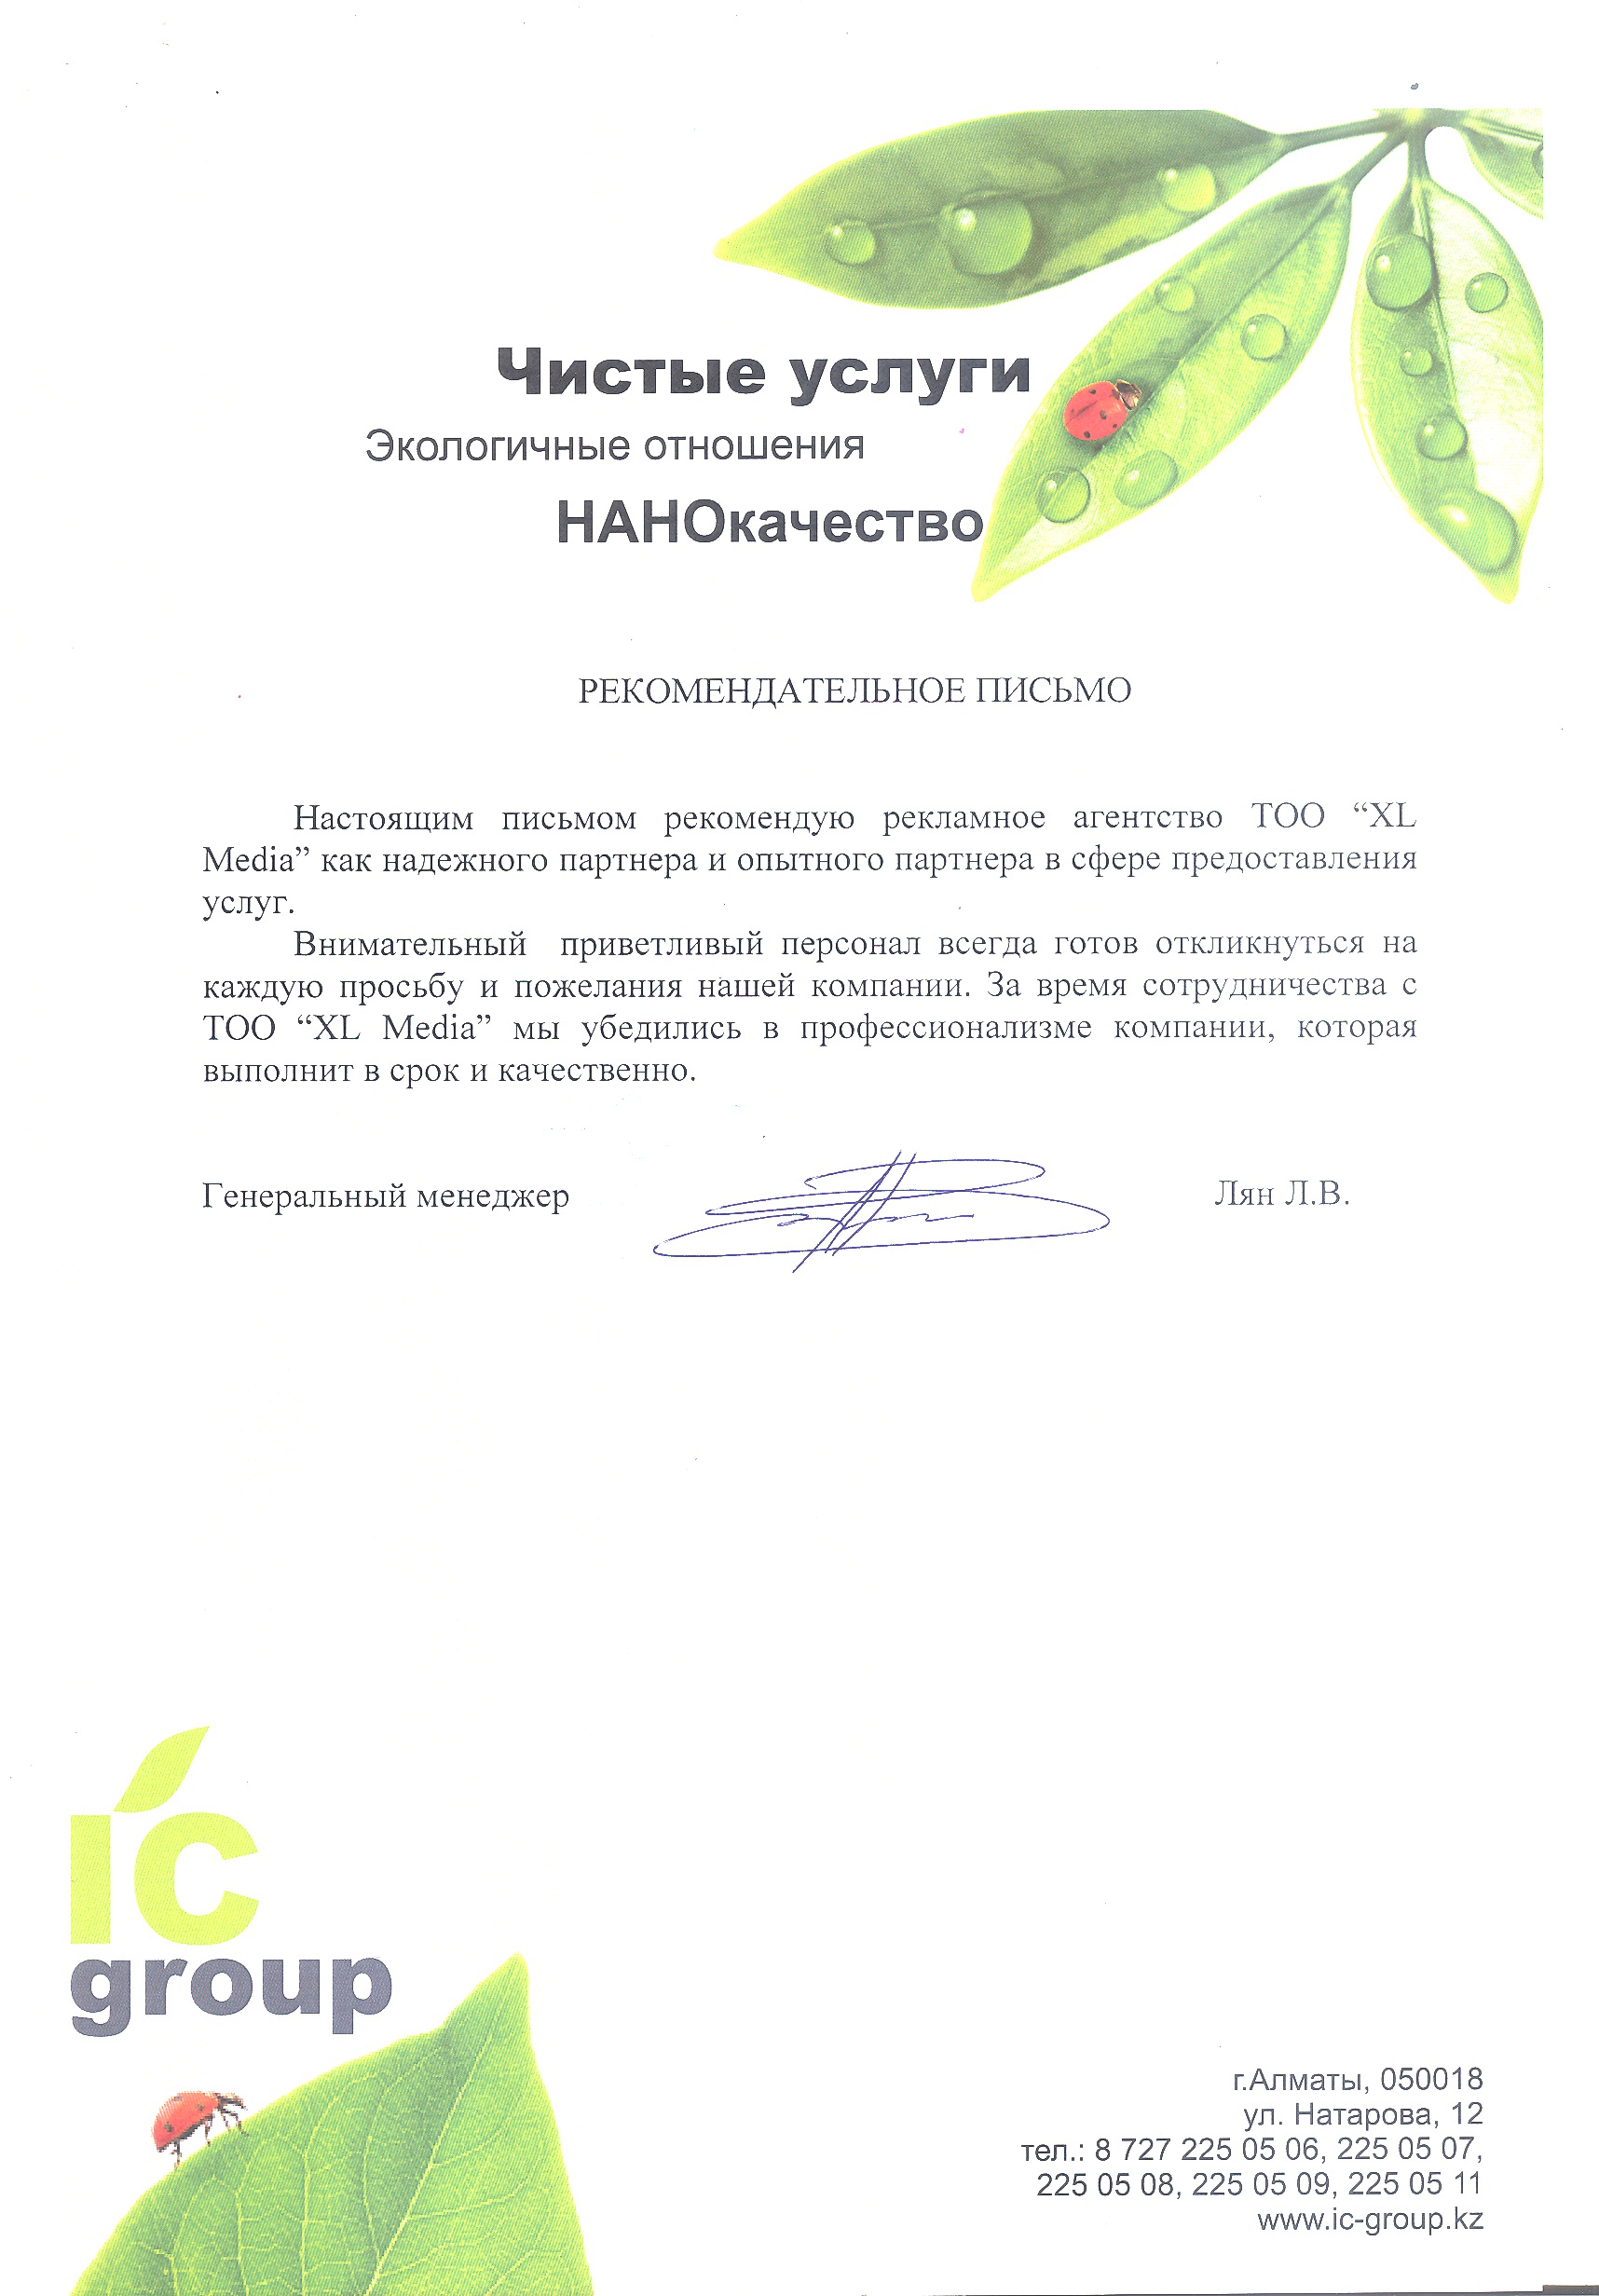 Чистые услуги
Экологичные отношения
НАНОкачество
РЕКОМЕНДАТЕЛЬНОЕ ПИСЬМО
Настоящим письмом рекомендую рекламное агентство ТОО “XL
Media” как надежного партнера и опытного партнера в сфере предоставления
услуг.
Внимательный приветливый персонал всегда готов откликнуться на
каждую просьбу и пожелания нашей компании. За время сотрудничества с
ТОО “XL Media” мы убедились в профессионализме компании, которая
выполнит в срок и качественно.
Генеральный менеджер Лян Л.В.
ic
group
г.Алматы, 050018
ул. Натарова, 12
тел.: 8 727 225 05 06, 225 05 07,
225 05 08, 225 05 09, 225 05 11
www.ic-group.kz